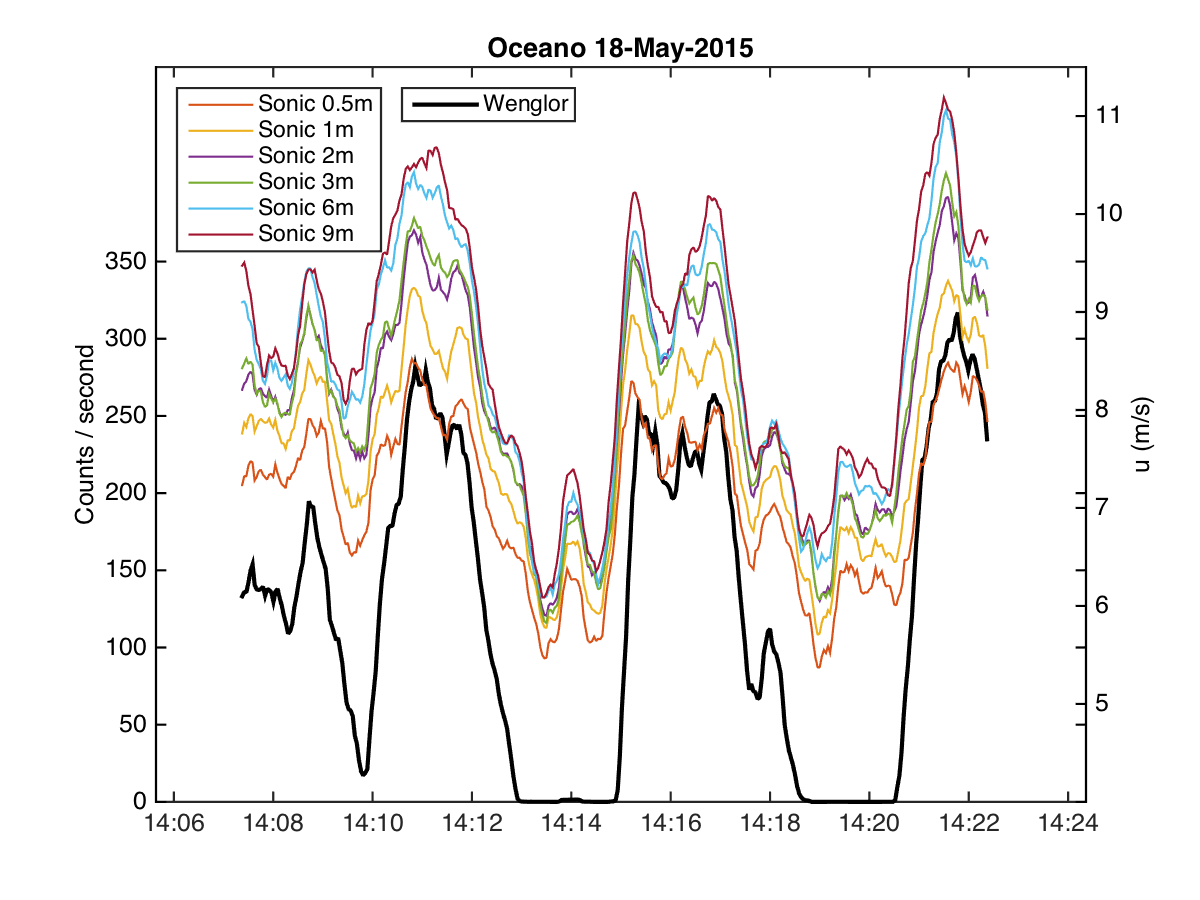 Oceano 18-May-2015
Sonic 0.5m
Sonic 1m
Sonic 2m
Sonic 3m
Sonic 6m
Sonic 9m
Wenglor
Counts / second
350
300
250
200
150
100
50
0
11
10
9
8
7
6
5
u (m/s)
14:06 14:08 14:10 14:12 14:14 14:16 14:18 14:20 14:22 14:24